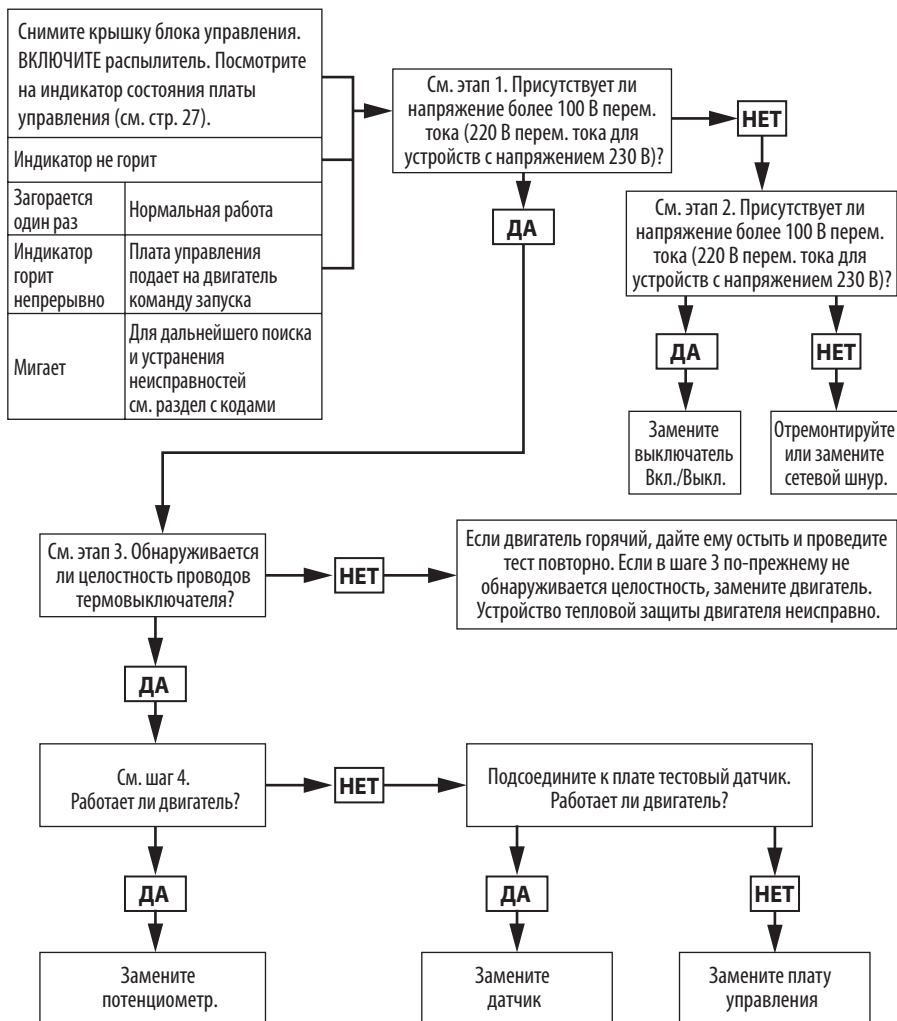 Снимите крышку блока управления.
ВКЛЮЧИТЕ распылитель. Посмотрите
на индикатор состояния платы
управления (см. стр. 27).
Индикатор не горит
Загорается
один раз
Нормальная работа
Индикатор
горит
непрерывно
Плата управления
подает на двигатель
команду запуска
Мигает
Для дальнейшего поиска
и устранения
неисправностей
см. раздел с кодами
См. этап 1. Присутствует ли
напряжение более 100 В перем.
тока (220 В перем. тока для
устройств с напряжением 230 В)?
НЕТ
ДА
См. этап 2. Присутствует ли
напряжение более 100 В перем.
тока (220 В перем. тока для
устройств с напряжением 230 В)?
ДА
НЕТ
Замените
выключатель
Вкл./Выкл.
Отремонтируйте
или замените
сетевой шнур.
См. этап 3. Обнаруживается
ли целостность проводов
термовыключателя?
НЕТ
Если двигатель горячий, дайте ему остыть и проведите
тест повторно. Если в шаге 3 по-прежнему не
обнаруживается целостность, замените двигатель.
Устройство тепловой защиты двигателя неисправно.
ДА
См. шаг 4.
Работает ли двигатель?
НЕТ
Подсоедините к плате тестовый датчик.
Работает ли двигатель?
ДА
ДА
НЕТ
Замените
потенциометр.
Замените
датчик
Замените плату
управления